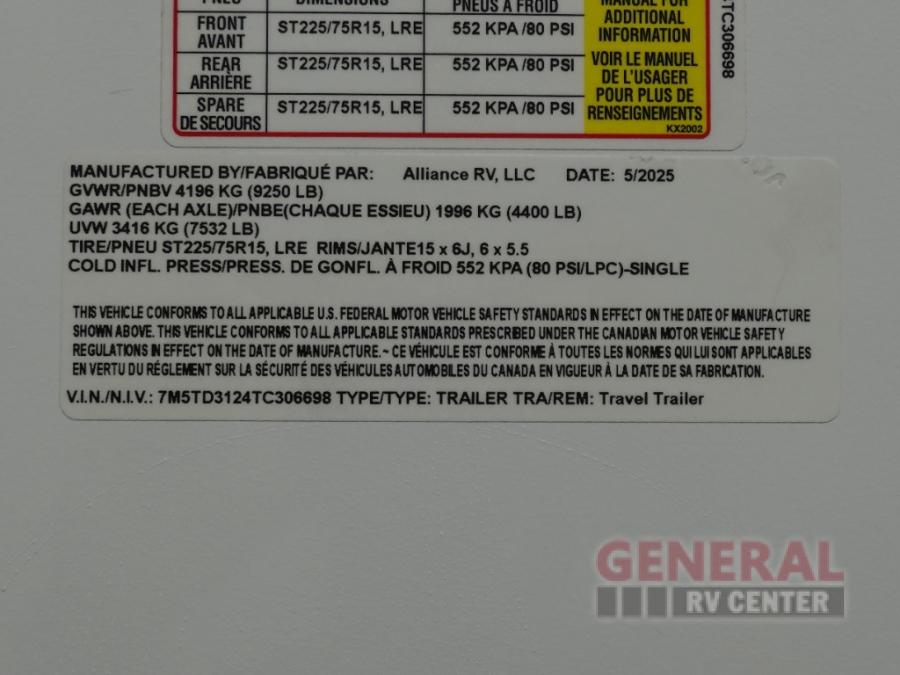 DIMENSIONS
PNEUS À FROID
MANUAL FOR
ADDITIONAL
INFORMATION
FRONT
AVANT
ST225/75R15, LRE
552 KPA /80 PSI
REAR
ARRIÈRE
ST225/75R15, LRE
552 KPA /80 PSI
VOIR LE MANUEL
DE L'USAGER
POUR PLUS DE
RENSEIGNEMENTS
SPARE
DE SECOURS
ST225/75R15, LRE
552 KPA /80 PSI
KX2002
TC306698
MANUFACTURED BY/FABRIQUÉ PAR: Alliance RV, LLC DATE: 5/2025
GVWR/PNBV 4196 KG (9250 LB)
GAWR (EACH AXLE)/PNBE(CHAQUE ESSIEU) 1996 KG (4400 LB)
UVW 3416 KG (7532 LB)
TIRE/PNEU ST225/75R15, LRE RIMS/JANTE15 x 6J, 6 x 5.5
COLD INFL. PRESS/PRESS. DE GONFL. À FROID 552 KPA (80 PSI/LPC)-SINGLE
THIS VEHICLE CONFORMS TO ALL APPLICABLE U.S. FEDERAL MOTOR VEHICLE SAFETY STANDARDS IN EFFECT ON THE DATE OF MANUFACTURE
SHOWN ABOVE. THIS VEHICLE CONFORMS TO ALL APPLICABLE STANDARDS PRESCRIBED UNDER THE CANADIAN MOTOR VEHICLE SAFETY
REGULATIONS IN EFFECT ON THE DATE OF MANUFACTURE.~ CE VÉHICULE EST CONFORME À TOUTES LES NORMES QUI LUI SONT APPLICABLES
EN VERTU DU RÉGLEMENT SUR LA SÉCURITÉ DES VÉHICULES AUTOMOBILES DU CANADA EN VIGUEUR À LA DATE DE SA FABRICATION.
V.I.N./N.I.V.: 7M5TD3124TC306698 TYPE/TYPE: TRAILER TRA/REM: Travel Trailer
GENERAL
RV CENTER